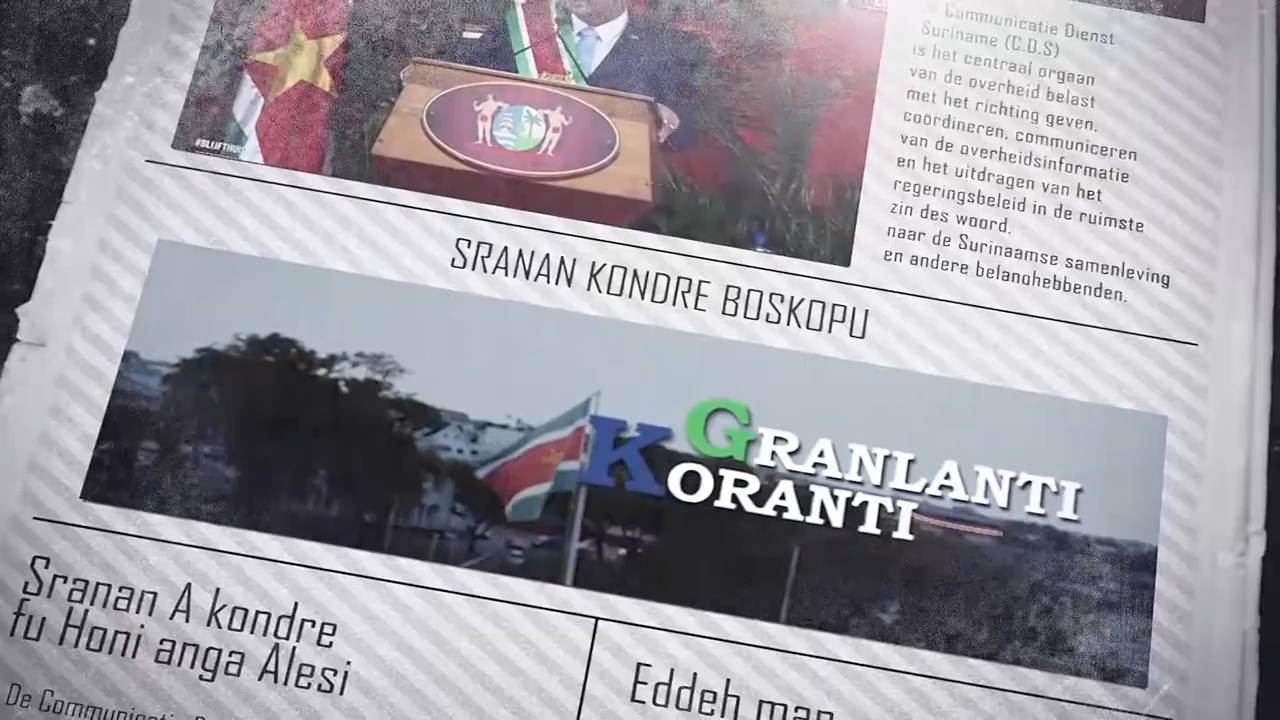 Communicatie Dienst
Suriname (C.D.S)
is het centraal orgaan
van de overheid belast
met het richting geven,
coördineren, communiceren
van de overheidsinformatie
en het uitdragen van het
regeringsbeleid in de ruimste
zin des woord,
naar de Surinaamse samenleving
en andere belanghebbenden.
SRANAN KONDRE BOSKOPU
GRANLANTI
KORANTI
Sranan A kondre
fu Honi anga Alesi
Eddeh man